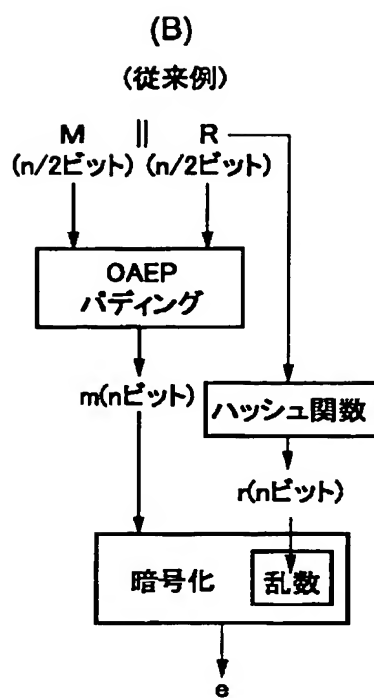 (B)
(従来例)
M || R
(n/2ビット) (n/2ビット)
OAEP
パディング
m(nビット)
ハッシュ関数
r(nビット)
暗号化
乱数
e